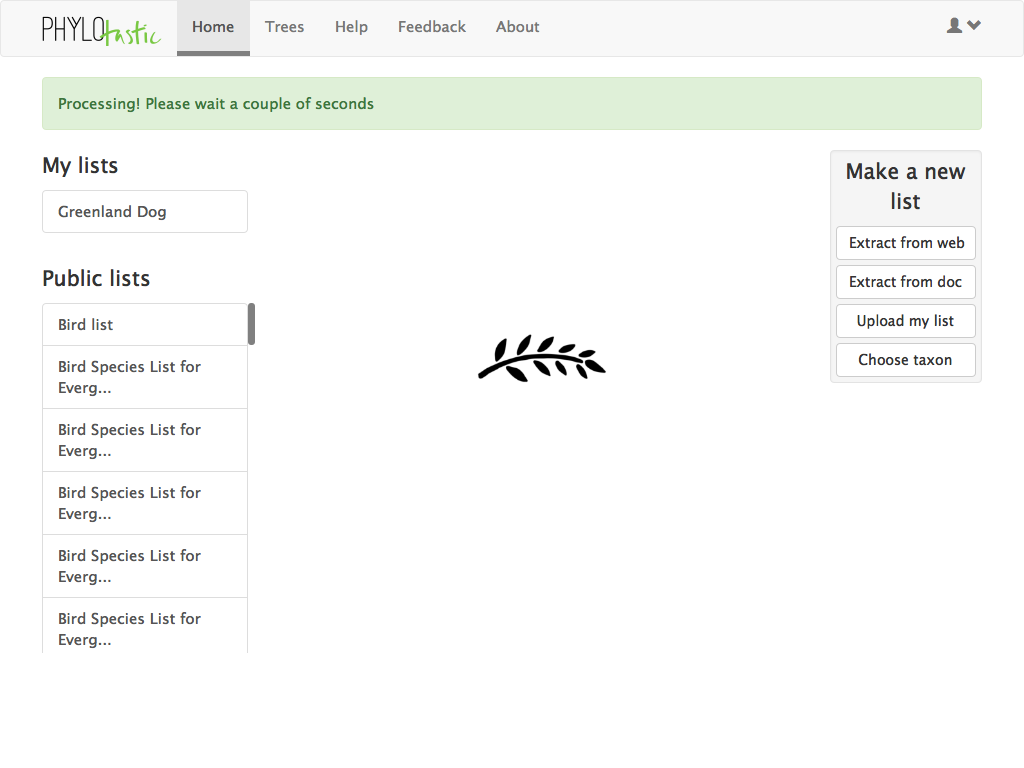 PHYLOtastic
Home
Trees
Help
Feedback
About
Processing! Please wait a couple of seconds
My lists
Greenland Dog
Public lists
Bird list
Bird Species List for
Everg...
Bird Species List for
Everg...
Bird Species List for
Everg...
Bird Species List for
Everg...
Bird Species List for
Everg...
Make a new
list
Extract from web
Extract from doc
Upload my list
Choose taxon